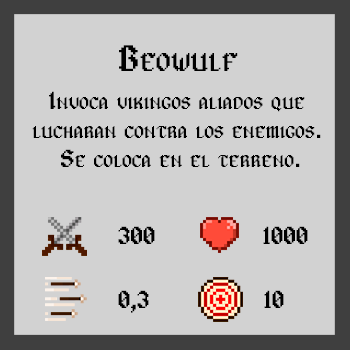 Beowulf
Invoca vikingos aliados que
lucharan contra los enemigos.
Se coloca en el terreno.
300 1000
0,3 10